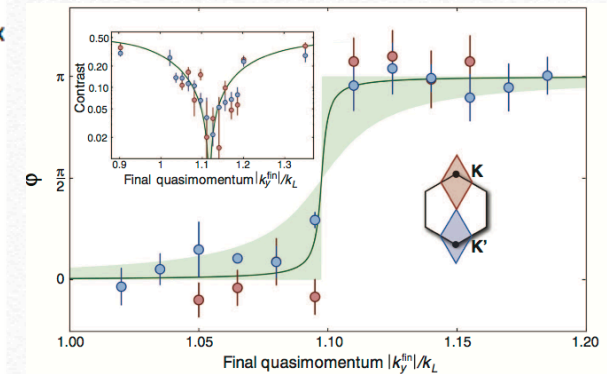 x
0.50
0.20
0.10
0.05
0.02
Contrast
0.9
1
1.1
1.2
1.3
Final quasimomentum |k_y^fin|/k_L
π
π/2
0
φ
K
K'
1.00
1.05
1.10
1.15
1.20
Final quasimomentum |k_y^fin|/k_L